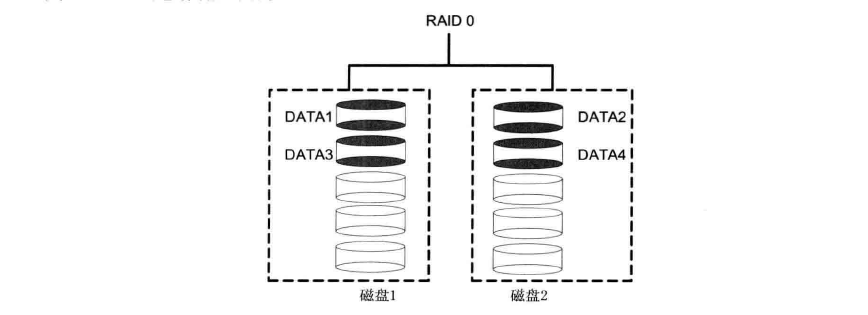 RAID 0
DATA1
DATA2
DATA3
DATA4
磁盘1
磁盘2